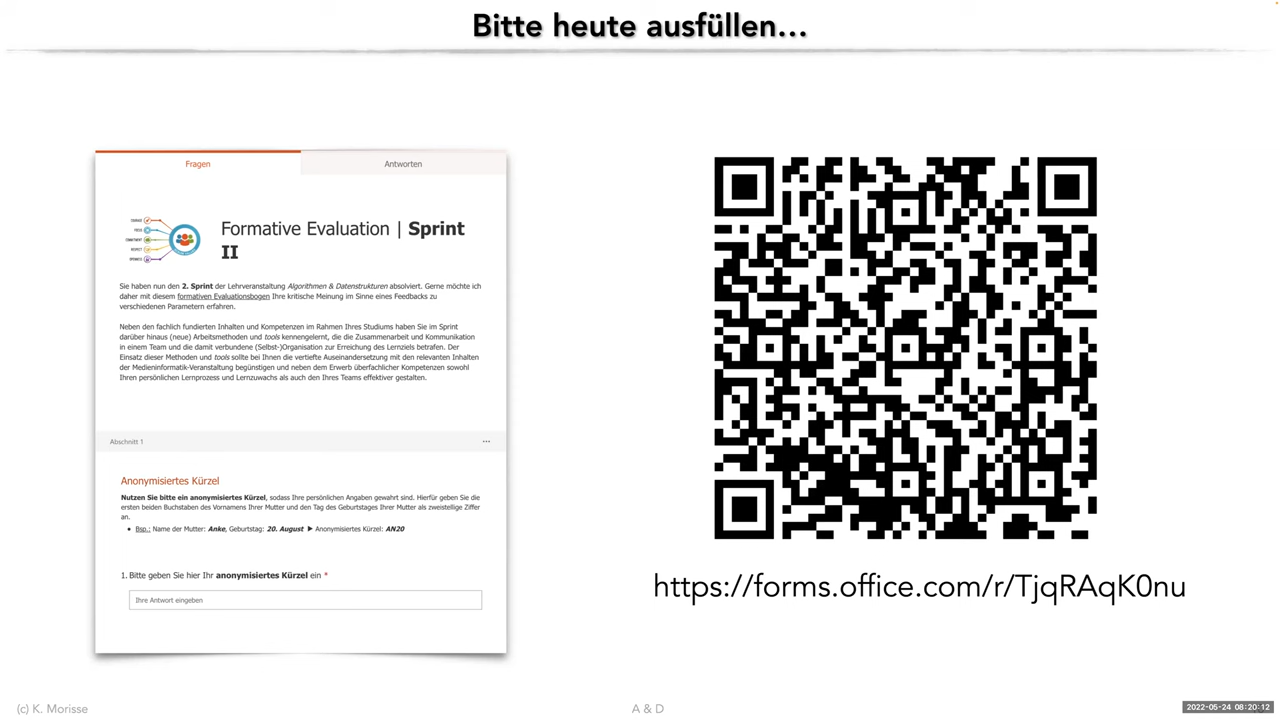 Bitte heute ausfüllen…
Fragen
Antworten
COURAGE
FOCUS
COMMITMENT
RESPECT
OPENNESS
Formative Evaluation | Sprint
II
Sie haben nun den 2. Sprint der Lehrveranstaltung Algorithmen & Datenstrukturen absolviert. Gerne möchte ich
daher mit diesem formativen Evaluationsbogen Ihre kritische Meinung im Sinne eines Feedbacks zu
verschiedenen Parametern erfahren.
Neben den fachlich fundierten Inhalten und Kompetenzen im Rahmen Ihres Studiums haben Sie im Sprint
darüber hinaus (neue) Arbeitsmethoden und tools kennengelernt, die die Zusammenarbeit und Kommunikation
in einem Team und die damit verbundene (Selbst-)Organisation zur Erreichung des Lernziels betrafen. Der
Einsatz dieser Methoden und tools sollte bei Ihnen die vertiefte Auseinandersetzung mit den relevanten Inhalten
der Medieninformatik-Veranstaltung begünstigen und neben dem Erwerb überfachlicher Kompetenzen sowohl
Ihren persönlichen Lernprozess und Lernzuwachs als auch den Ihres Teams effektiver gestalten.
Abschnitt 1
Anonymisiertes Kürzel
Nutzen Sie bitte ein anonymisiertes Kürzel, sodass Ihre persönlichen Angaben gewahrt sind. Hierfür geben Sie die
ersten beiden Buchstaben des Vornamens Ihrer Mutter und den Tag des Geburtstages Ihrer Mutter als zweistellige Ziffer
an.
• Bsp.: Name der Mutter: Anke, Geburtstag: 20. August ► Anonymisiertes Kürzel: AN20
1. Bitte geben Sie hier Ihr anonymisiertes Kürzel ein *
Ihre Antwort eingeben
https://forms.office.com/r/TjqRAqK0nu
(c) K. Morisse
A & D
2022-05-24 08:20:12